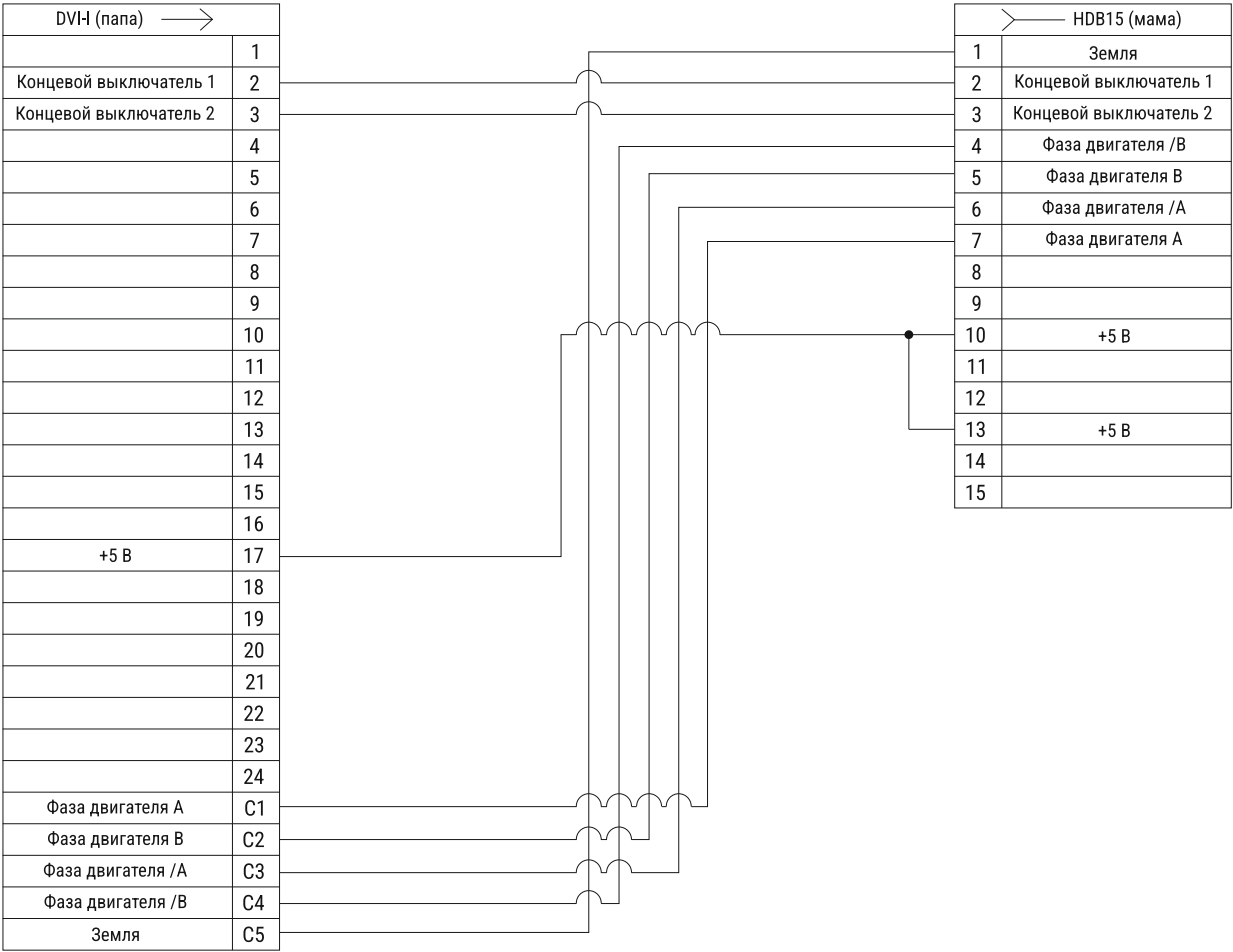 DVI-I (папа)
1
Концевой выключатель 1 2
Концевой выключатель 2 3
4
5
6
7
8
9
10
11
12
13
14
15
16
+5 В 17
18
19
20
21
22
23
24
Фаза двигателя A C1
Фаза двигателя B C2
Фаза двигателя /A C3
Фаза двигателя /B C4
Земля C5
HDB15 (мама)
1 Земля
2 Концевой выключатель 1
3 Концевой выключатель 2
4 Фаза двигателя /B
5 Фаза двигателя B
6 Фаза двигателя /A
7 Фаза двигателя A
8
9
10 +5 В
11
12
13 +5 В
14
15